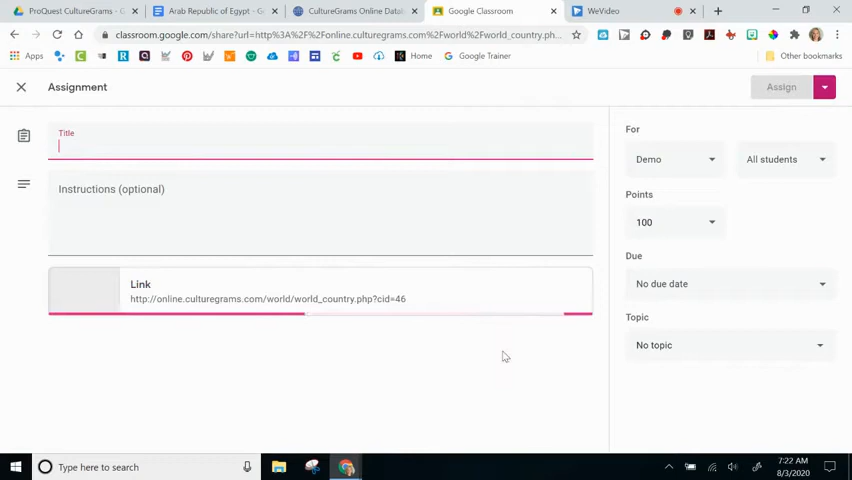 ProQuest CultureGrams - G
Arab Republic of Egypt - G
CultureGrams Online Datab
Google Classroom
WeVideo
classroom.google.com/share?url=http%3A%2F%2Fonline.culturegrams.com%2Fworld%2Fworld_country.ph...
Apps
Home
Google Trainer
Other bookmarks
Assignment
Assign
Title
Instructions (optional)
Link
http://online.culturegrams.com/world/world_country.php?cid=46
For
Demo
All students
Points
100
Due
No due date
Topic
No topic
Type here to search
7:22 AM
8/3/2020